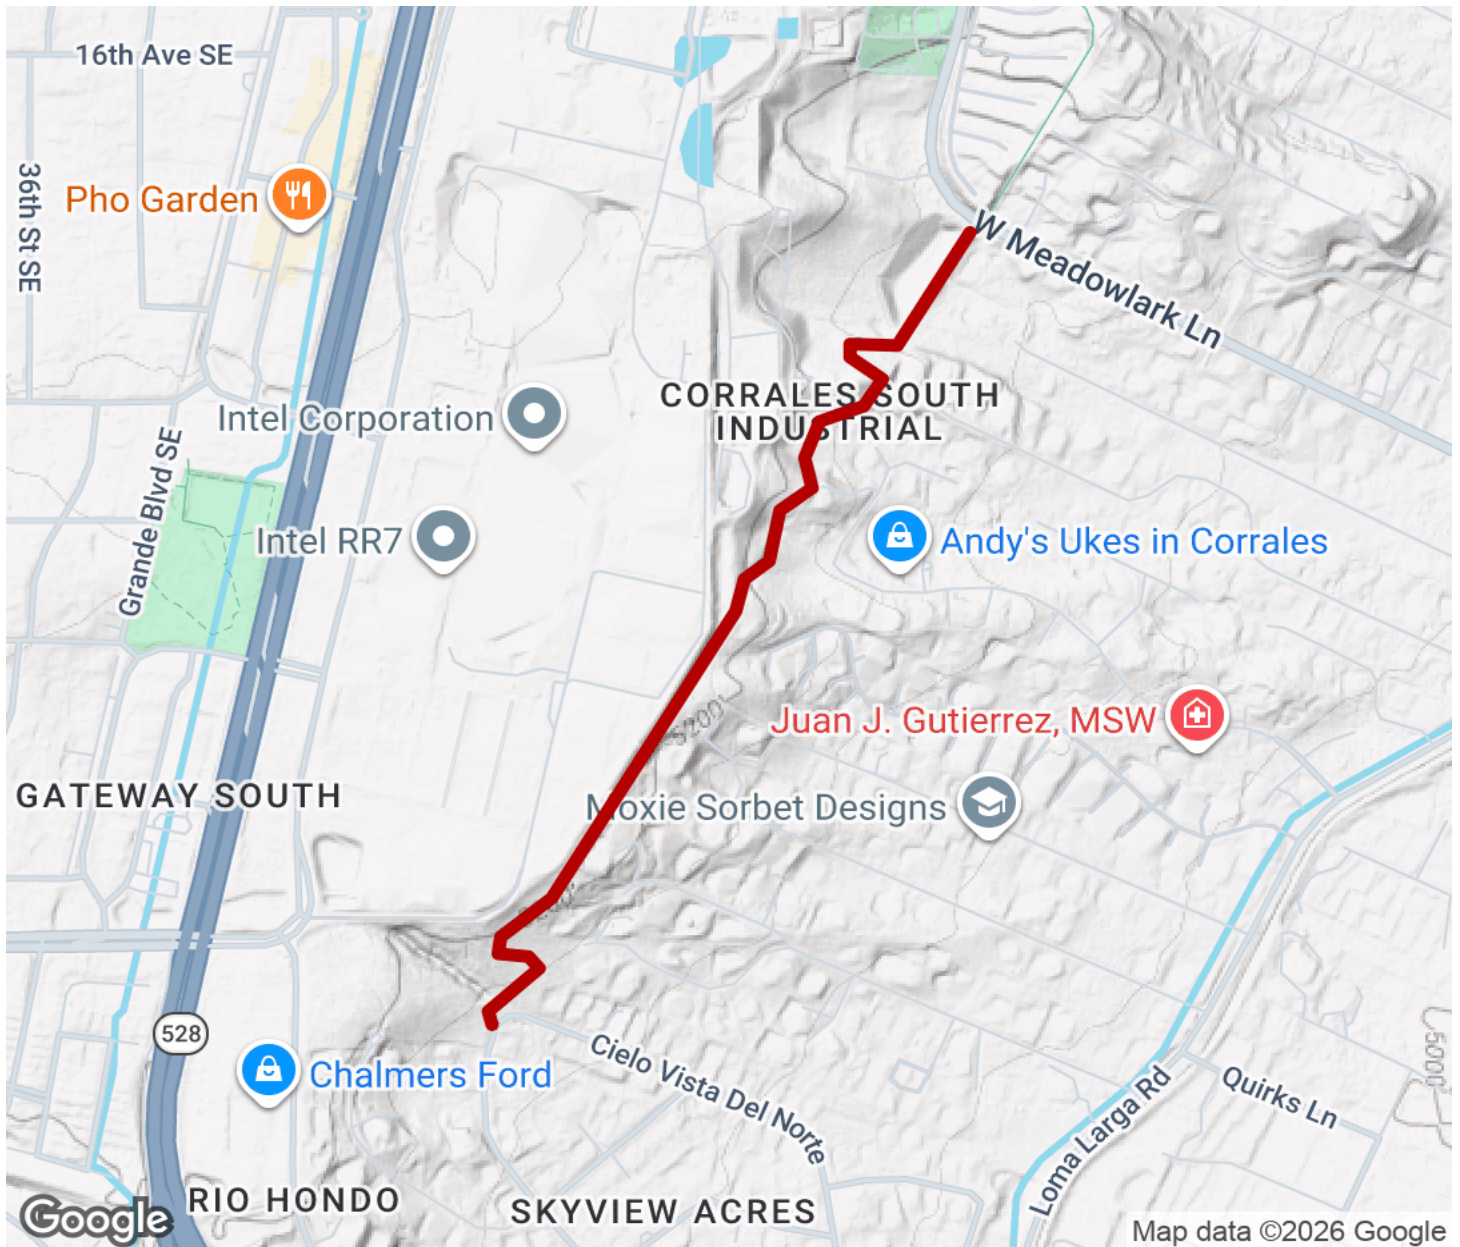 16th Ave SE
36th St SE
Pho Garden
W Meadowlark Ln
CORRALES SOUTH
INDUSTRIAL
Intel Corporation
Grande Blvd SE
Intel RR7
Andy's Ukes in Corrales
5200
Juan J. Gutierrez, MSW
GATEWAY SOUTH
Moxie Sorbet Designs
528
Chalmers Ford
Cielo Vista Del Norte
Loma Larga Rd
Quirks Ln
5000
RIO HONDO
SKYVIEW ACRES
Google
Map data ©2026 Google